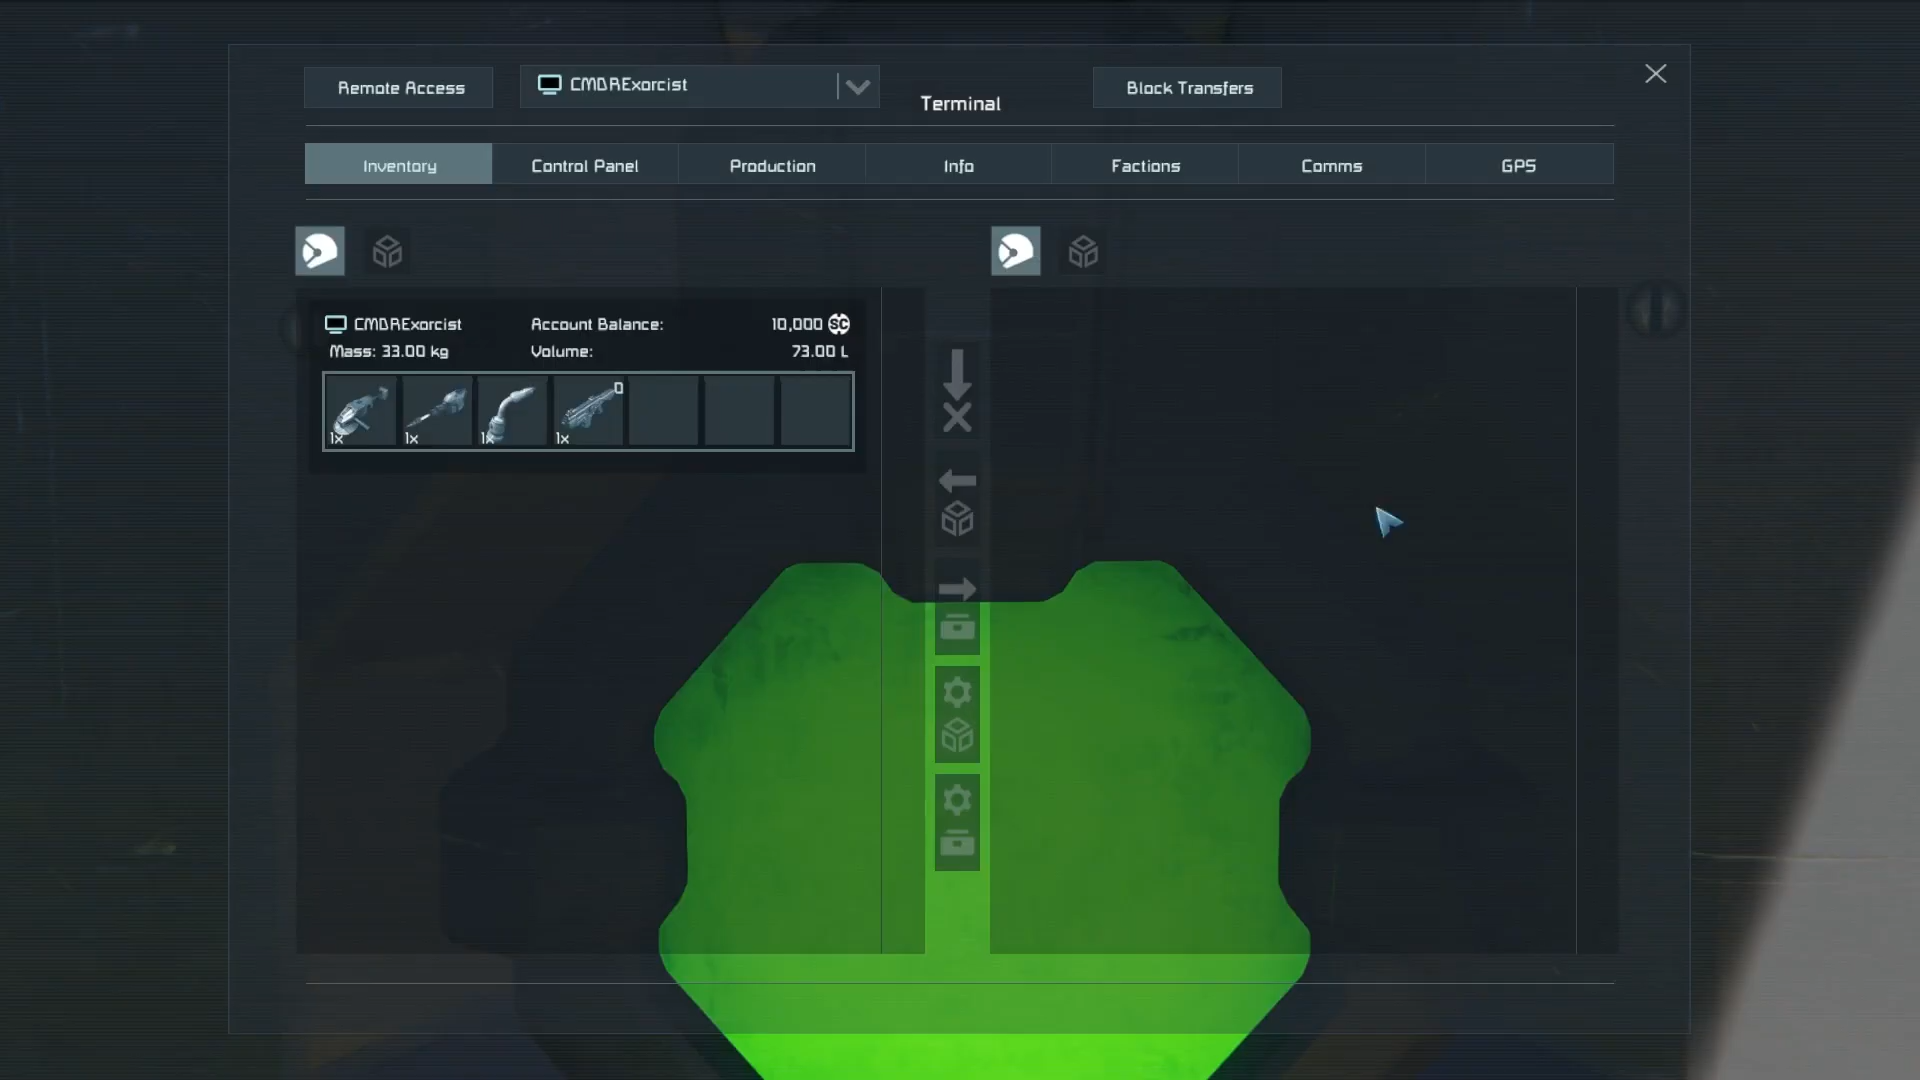 Remote Access
CMDRExorcist
Terminal
Block Transfers
Inventory
Control Panel
Production
Info
Factions
Comms
GPS
CMDRExorcist
Account Balance:
10,000 SC
Mass: 33.00 kg
Volume:
73.00 L
1x
1x
1x
0
1x